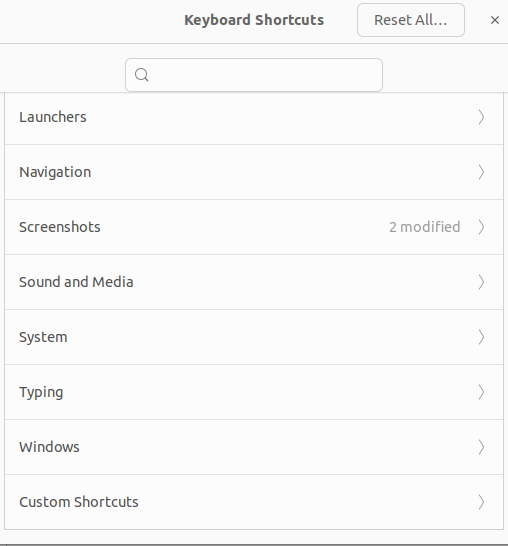 Keyboard Shortcuts
Reset All...
Launchers
Navigation
Screenshots 2 modified
Sound and Media
System
Typing
Windows
Custom Shortcuts